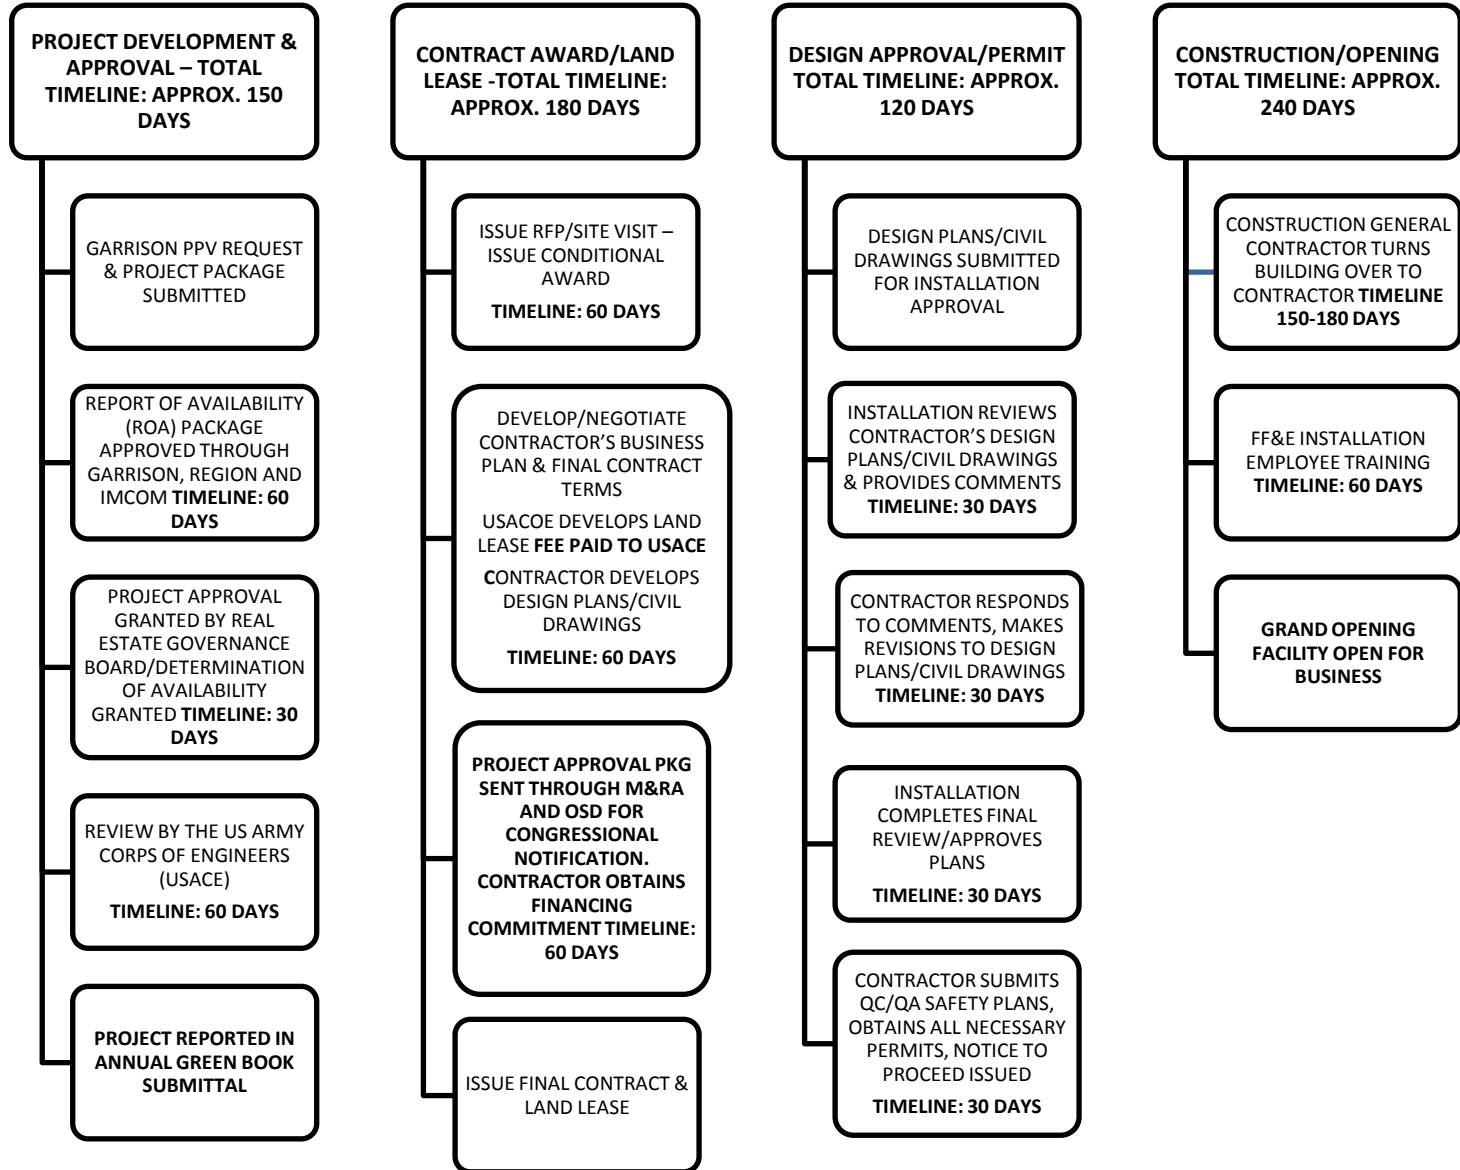 PROJECT DEVELOPMENT &
APPROVAL – TOTAL
TIMELINE: APPROX. 150
DAYS
GARRISON PPV REQUEST
& PROJECT PACKAGE
SUBMITTED
REPORT OF AVAILABILITY
(ROA) PACKAGE
APPROVED THROUGH
GARRISON, REGION AND
IMCOM TIMELINE: 60
DAYS
PROJECT APPROVAL
GRANTED BY REAL
ESTATE GOVERNANCE
BOARD/DETERMINATION
OF AVAILABILITY
GRANTED TIMELINE: 30
DAYS
REVIEW BY THE US ARMY
CORPS OF ENGINEERS
(USACE)
TIMELINE: 60 DAYS
PROJECT REPORTED IN
ANNUAL GREEN BOOK
SUBMITTAL
CONTRACT AWARD/LAND
LEASE -TOTAL TIMELINE:
APPROX. 180 DAYS
ISSUE RFP/SITE VISIT –
ISSUE CONDITIONAL
AWARD
TIMELINE: 60 DAYS
DEVELOP/NEGOTIATE
CONTRACTOR’S BUSINESS
PLAN & FINAL CONTRACT
TERMS
USACOE DEVELOPS LAND
LEASE FEE PAID TO USACE
CONTRACTOR DEVELOPS
DESIGN PLANS/CIVIL
DRAWINGS
TIMELINE: 60 DAYS
PROJECT APPROVAL PKG
SENT THROUGH M&RA
AND OSD FOR
CONGRESSIONAL
NOTIFICATION.
CONTRACTOR OBTAINS
FINANCING
COMMITMENT TIMELINE:
60 DAYS
ISSUE FINAL CONTRACT &
LAND LEASE
DESIGN APPROVAL/PERMIT
TOTAL TIMELINE: APPROX.
120 DAYS
DESIGN PLANS/CIVIL
DRAWINGS SUBMITTED
FOR INSTALLATION
APPROVAL
INSTALLATION REVIEWS
CONTRACTOR’S DESIGN
PLANS/CIVIL DRAWINGS
& PROVIDES COMMENTS
TIMELINE: 30 DAYS
CONTRACTOR RESPONDS
TO COMMENTS, MAKES
REVISIONS TO DESIGN
PLANS/CIVIL DRAWINGS
TIMELINE: 30 DAYS
INSTALLATION
COMPLETES FINAL
REVIEW/APPROVES
PLANS
TIMELINE: 30 DAYS
CONTRACTOR SUBMITS
QC/QA SAFETY PLANS,
OBTAINS ALL NECESSARY
PERMITS, NOTICE TO
PROCEED ISSUED
TIMELINE: 30 DAYS
CONSTRUCTION/OPENING
TOTAL TIMELINE: APPROX.
240 DAYS
CONSTRUCTION GENERAL
CONTRACTOR TURNS
BUILDING OVER TO
CONTRACTOR TIMELINE
150-180 DAYS
FF&E INSTALLATION
EMPLOYEE TRAINING
TIMELINE: 60 DAYS
GRAND OPENING
FACILITY OPEN FOR
BUSINESS